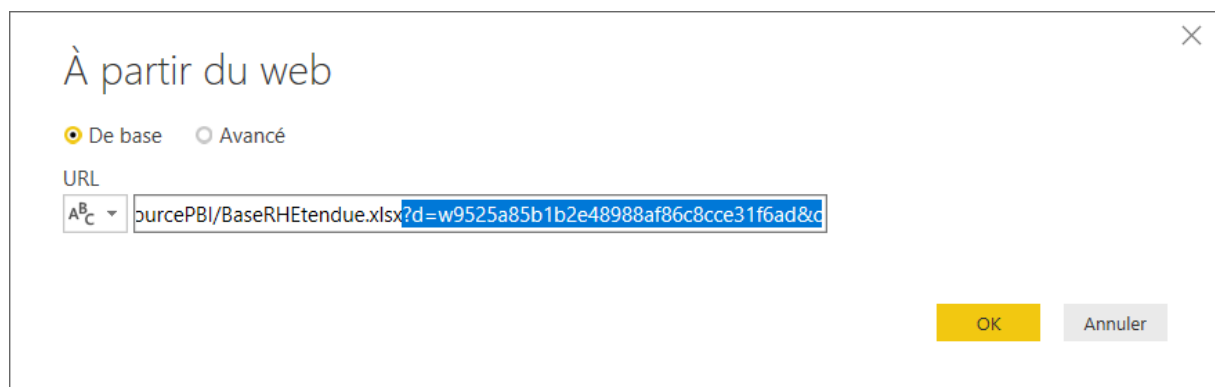 À partir du web
De base Avancé
URL
ABC ourcePBI/BaseRHEtendue.xlsx?d=w9525a85b1b2e48988af86c8cce31f6ad&c
OK Annuler